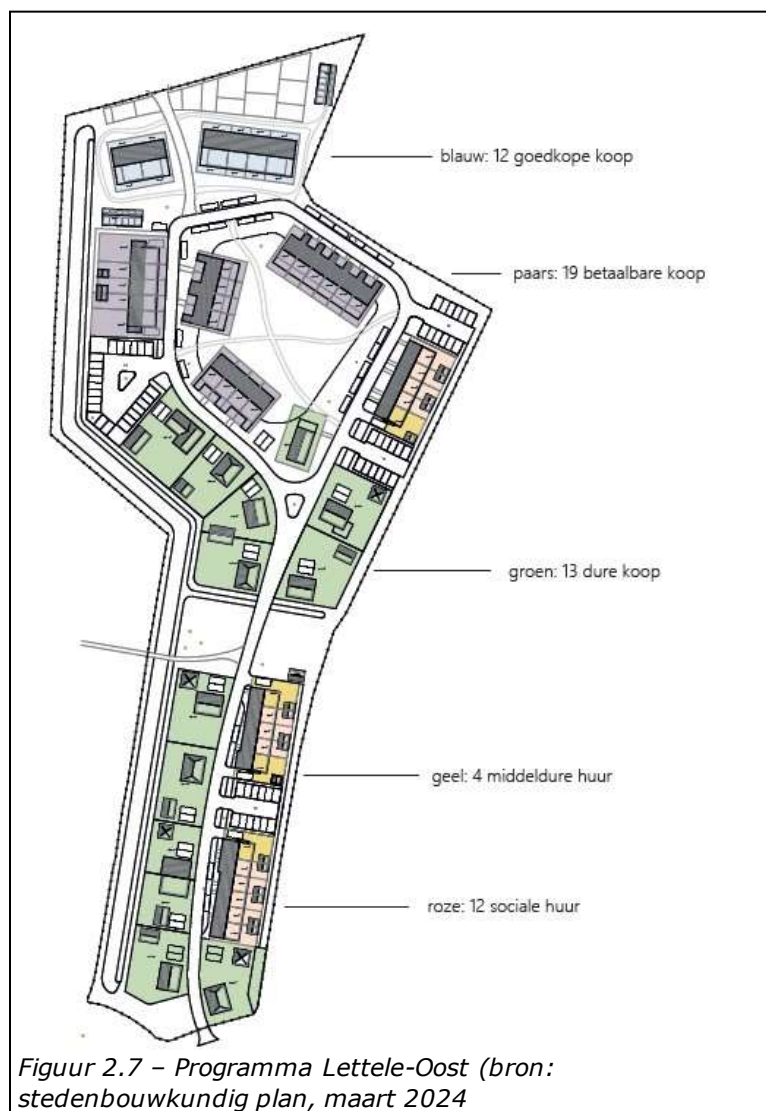 blauw: 12 goedkope koop
paars: 19 betaalbare koop
groen: 13 dure koop
geel: 4 middeldure huur
roze: 12 sociale huur
Figuur 2.7 – Programma Lettele-Oost (bron:
stedenbouwkundig plan, maart 2024